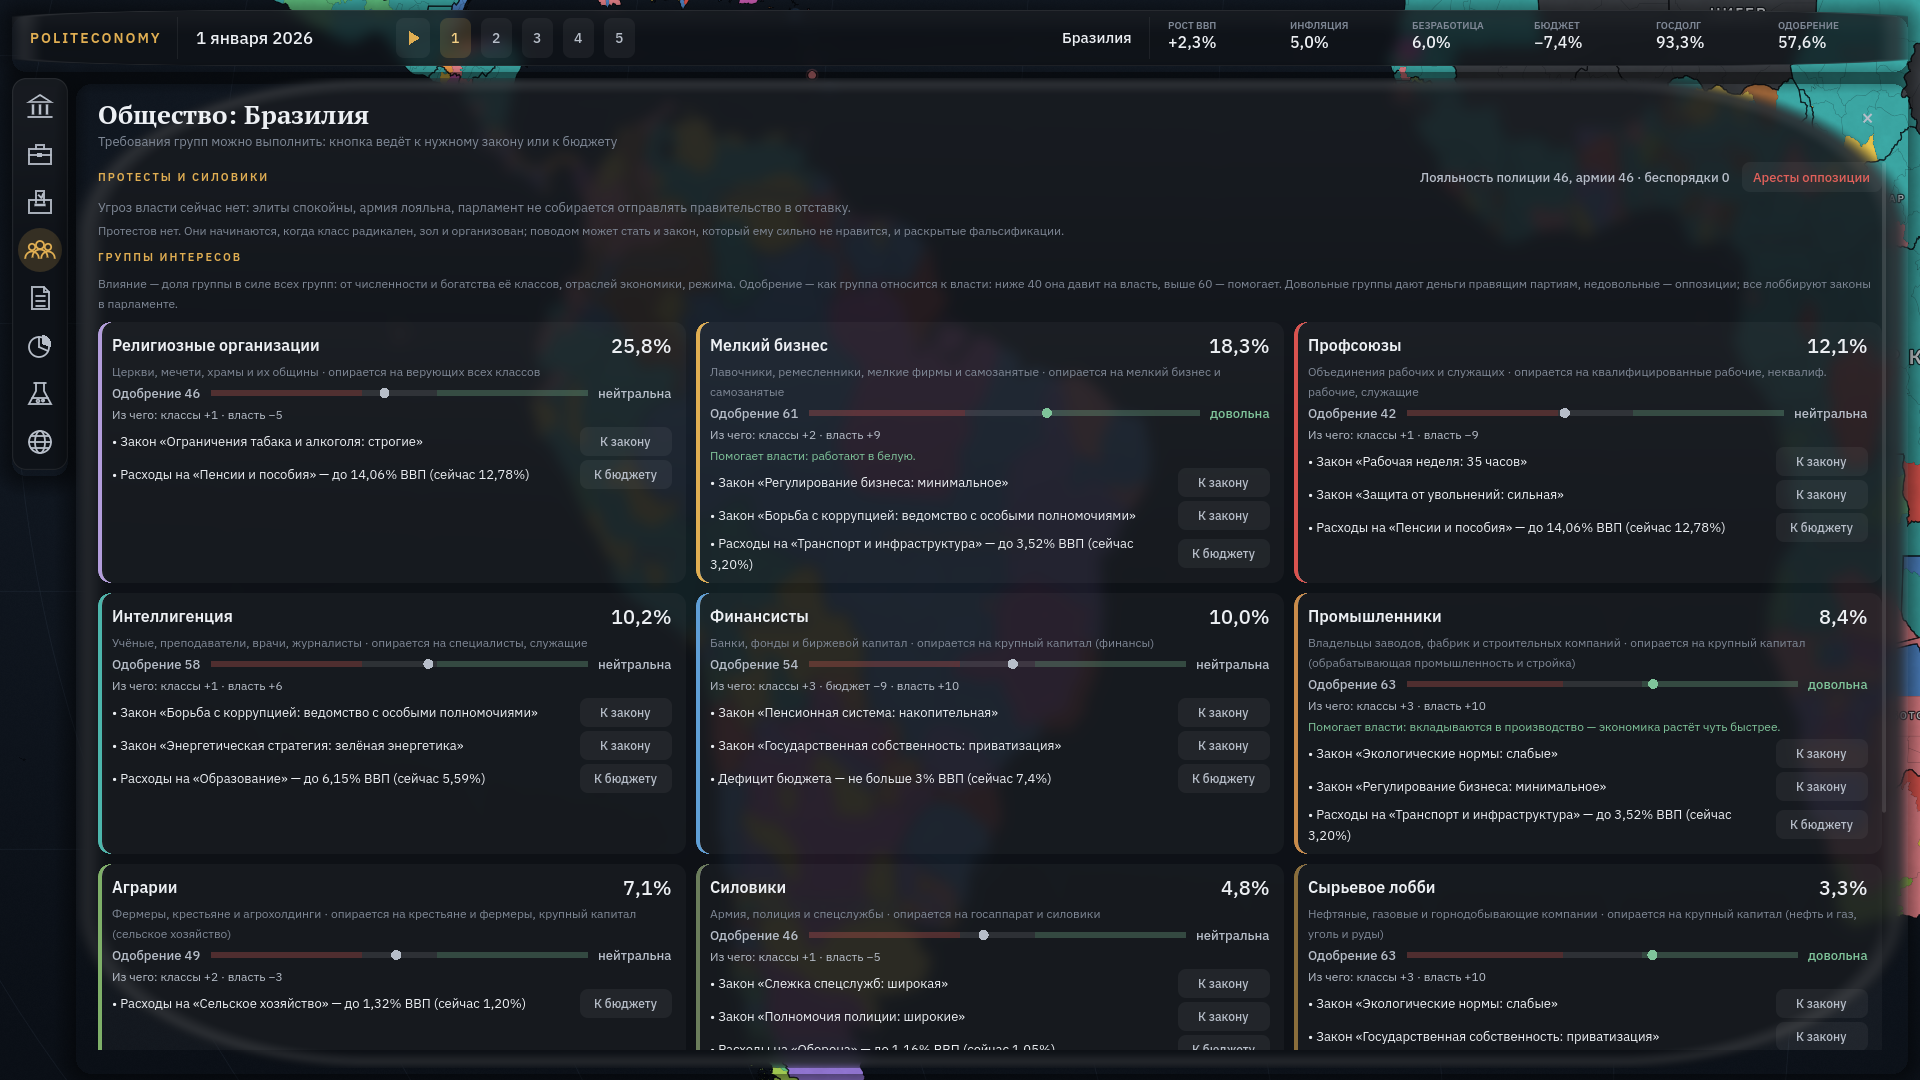 POLITECONOMY
1 января 2026
1 2 3 4 5
Бразилия
РОСТ ВВП
+2,3%
ИНФЛЯЦИЯ
5,0%
БЕЗРАБОТИЦА
6,0%
БЮДЖЕТ
−7,4%
ГОСДОЛГ
93,3%
ОДОБРЕНИЕ
57,6%
Общество: Бразилия
×
Требования групп можно выполнить: кнопка ведёт к нужному закону или к бюджету
ПРОТЕСТЫ И СИЛОВИКИ
Лояльность полиции 46, армии 46 · беспорядки 0
Аресты оппозиции
Угроз власти сейчас нет: элиты спокойны, армия лояльна, парламент не собирается отправлять правительство в отставку.
Протестов нет. Они начинаются, когда класс радикален, зол и организован; поводом может стать и закон, который ему сильно не нравится, и раскрытые фальсификации.
ГРУППЫ ИНТЕРЕСОВ
Влияние — доля группы в силе всех групп: от численности и богатства её классов, отраслей экономики, режима. Одобрение — как группа относится к власти: ниже 40 она давит на власть, выше 60 — помогает. Довольные группы дают деньги правящим партиям, недовольные — оппозиции; все лоббируют законы
в парламенте.
Религиозные организации
25,8%
Церкви, мечети, храмы и их общины · опирается на верующих всех классов
Одобрение 46
нейтральна
Из чего: классы +1 · власть −5
• Закон «Ограничения табака и алкоголя: строгие»
К закону
• Расходы на «Пенсии и пособия» — до 14,06% ВВП (сейчас 12,78%)
К бюджету
Мелкий бизнес
18,3%
Лавочники, ремесленники, мелкие фирмы и самозанятые · опирается на мелкий бизнес и
самозанятые
Одобрение 61
довольна
Из чего: классы +2 · власть +9
Помогает власти: работают в белую.
• Закон «Регулирование бизнеса: минимальное»
К закону
• Закон «Борьба с коррупцией: ведомство с особыми полномочиями»
К закону
• Расходы на «Транспорт и инфраструктура» — до 3,52% ВВП (сейчас
3,20%)
К бюджету
Профсоюзы
12,1%
Объединения рабочих и служащих · опирается на квалифицированные рабочие, неквалиф.
рабочие, служащие
Одобрение 42
нейтральна
Из чего: классы +1 · власть −9
• Закон «Рабочая неделя: 35 часов»
К закону
• Закон «Защита от увольнений: сильная»
К закону
• Расходы на «Пенсии и пособия» — до 14,06% ВВП (сейчас 12,78%)
К бюджету
Интеллигенция
10,2%
Учёные, преподаватели, врачи, журналисты · опирается на специалисты, служащие
Одобрение 58
нейтральна
Из чего: классы +1 · власть +6
• Закон «Борьба с коррупцией: ведомство с особыми полномочиями»
К закону
• Закон «Энергетическая стратегия: зелёная энергетика»
К закону
• Расходы на «Образование» — до 6,15% ВВП (сейчас 5,59%)
К бюджету
Финансисты
10,0%
Банки, фонды и биржевой капитал · опирается на крупный капитал (финансы)
Одобрение 54
нейтральна
Из чего: классы +3 · бюджет −9 · власть +10
• Закон «Пенсионная система: накопительная»
К закону
• Закон «Государственная собственность: приватизация»
К закону
• Дефицит бюджета — не больше 3% ВВП (сейчас 7,4%)
К бюджету
Промышленники
8,4%
Владельцы заводов, фабрик и строительных компаний · опирается на крупный капитал
(обрабатывающая промышленность и стройка)
Одобрение 63
довольна
Из чего: классы +3 · власть +10
Помогает власти: вкладываются в производство — экономика растёт чуть быстрее.
• Закон «Экологические нормы: слабые»
К закону
• Закон «Регулирование бизнеса: минимальное»
К закону
• Расходы на «Транспорт и инфраструктура» — до 3,52% ВВП (сейчас
3,20%)
К бюджету
Аграрии
7,1%
Фермеры, крестьяне и агрохолдинги · опирается на крестьяне и фермеры, крупный капитал
(сельское хозяйство)
Одобрение 49
нейтральна
Из чего: классы +2 · власть −3
• Расходы на «Сельское хозяйство» — до 1,32% ВВП (сейчас 1,20%)
К бюджету
Силовики
4,8%
Армия, полиция и спецслужбы · опирается на госаппарат и силовики
Одобрение 46
нейтральна
Из чего: классы +1 · власть −5
• Закон «Слежка спецслужб: широкая»
К закону
• Закон «Полномочия полиции: широкие»
К закону
• Расходы на «Оборона» — до 1,16% ВВП (сейчас 1,05%)
К бюджету
Сырьевое лобби
3,3%
Нефтяные, газовые и горнодобывающие компании · опирается на крупный капитал (нефть и газ,
уголь и руды)
Одобрение 63
довольна
Из чего: классы +3 · власть +10
• Закон «Экологические нормы: слабые»
К закону
• Закон «Государственная собственность: приватизация»
К закону